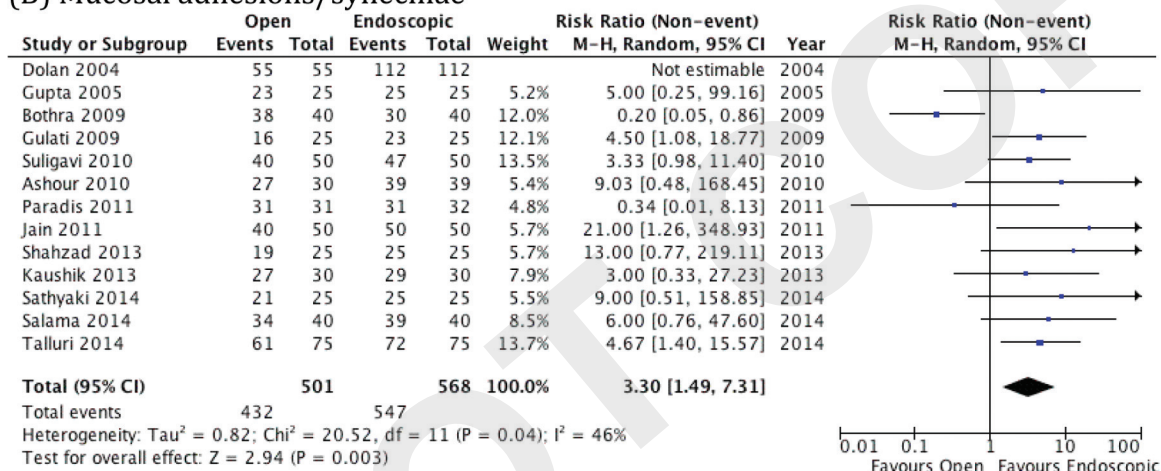 (B) Mucosal adhesions/synechiae
Open Endoscopic Risk Ratio (Non-event) Risk Ratio (Non-event)
Study or Subgroup Events Total Events Total Weight M-H, Random, 95% CI Year M-H, Random, 95% CI
Dolan 2004 55 55 112 112 Not estimable 2004
Gupta 2005 23 25 25 25 5.2% 5.00 [0.25, 99.16] 2005
Bothra 2009 38 40 30 40 12.0% 0.20 [0.05, 0.86] 2009
Gulati 2009 16 25 23 25 12.1% 4.50 [1.08, 18.77] 2009
Suligavi 2010 40 50 47 50 13.5% 3.33 [0.98, 11.40] 2010
Ashour 2010 27 30 39 39 5.4% 9.03 [0.48, 168.45] 2010
Paradis 2011 31 31 31 32 4.8% 0.34 [0.01, 8.13] 2011
Jain 2011 40 50 50 50 5.7% 21.00 [1.26, 348.93] 2011
Shahzad 2013 19 25 25 25 5.7% 13.00 [0.77, 219.11] 2013
Kaushik 2013 27 30 29 30 7.9% 3.00 [0.33, 27.23] 2013
Sathyaki 2014 21 25 25 25 5.5% 9.00 [0.51, 158.85] 2014
Salama 2014 34 40 39 40 8.5% 6.00 [0.76, 47.60] 2014
Talluri 2014 61 75 72 75 13.7% 4.67 [1.40, 15.57] 2014
Total (95% CI) 501 568 100.0% 3.30 [1.49, 7.31]
Total events 432 547
Heterogeneity: Tau² = 0.82; Chi² = 20.52, df = 11 (P = 0.04); I² = 46%
Test for overall effect: Z = 2.94 (P = 0.003)
0.01 0.1 1 10 100
Favours Open Favours Endoscopic